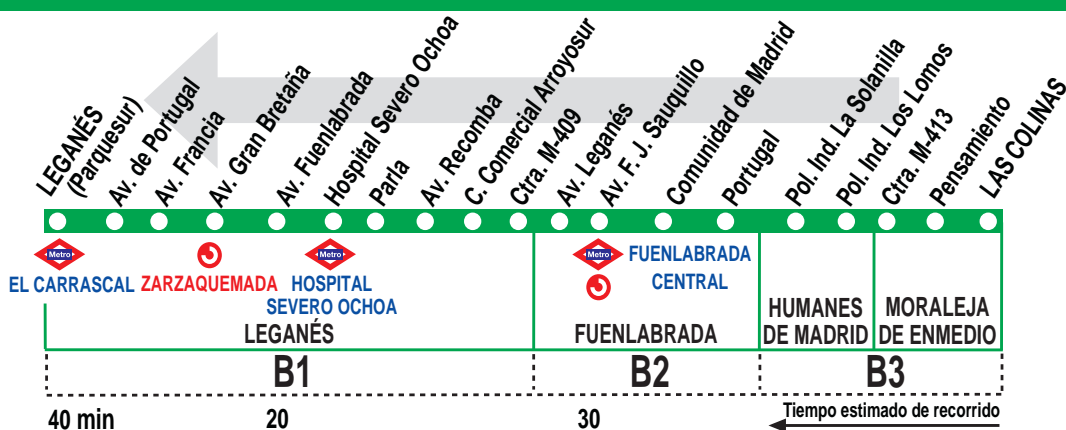 LEGANÉS
(Parquesur)
Av. de Portugal
Av. Francia
Av. Gran Bretaña
Av. Fuenlabrada
Hospital Severo Ochoa
Parla
Av. Recomba
C. Comercial Arroyosur
Ctra. M-409
Av. Leganés
Av. F. J. Sauquillo
Comunidad de Madrid
Portugal
Pol. Ind. La Solanilla
Pol. Ind. Los Lomos
Ctra. M-413
Pensamiento
LAS COLINAS
Metro
EL CARRASCAL
ZARZAQUEMADA
Metro
HOSPITAL
SEVERO OCHOA
Metro
FUENLABRADA
CENTRAL
LEGANÉS
FUENLABRADA
HUMANES
DE MADRID
MORALEJA
DE ENMEDIO
B1
B2
B3
40 min
20
30
Tiempo estimado de recorrido